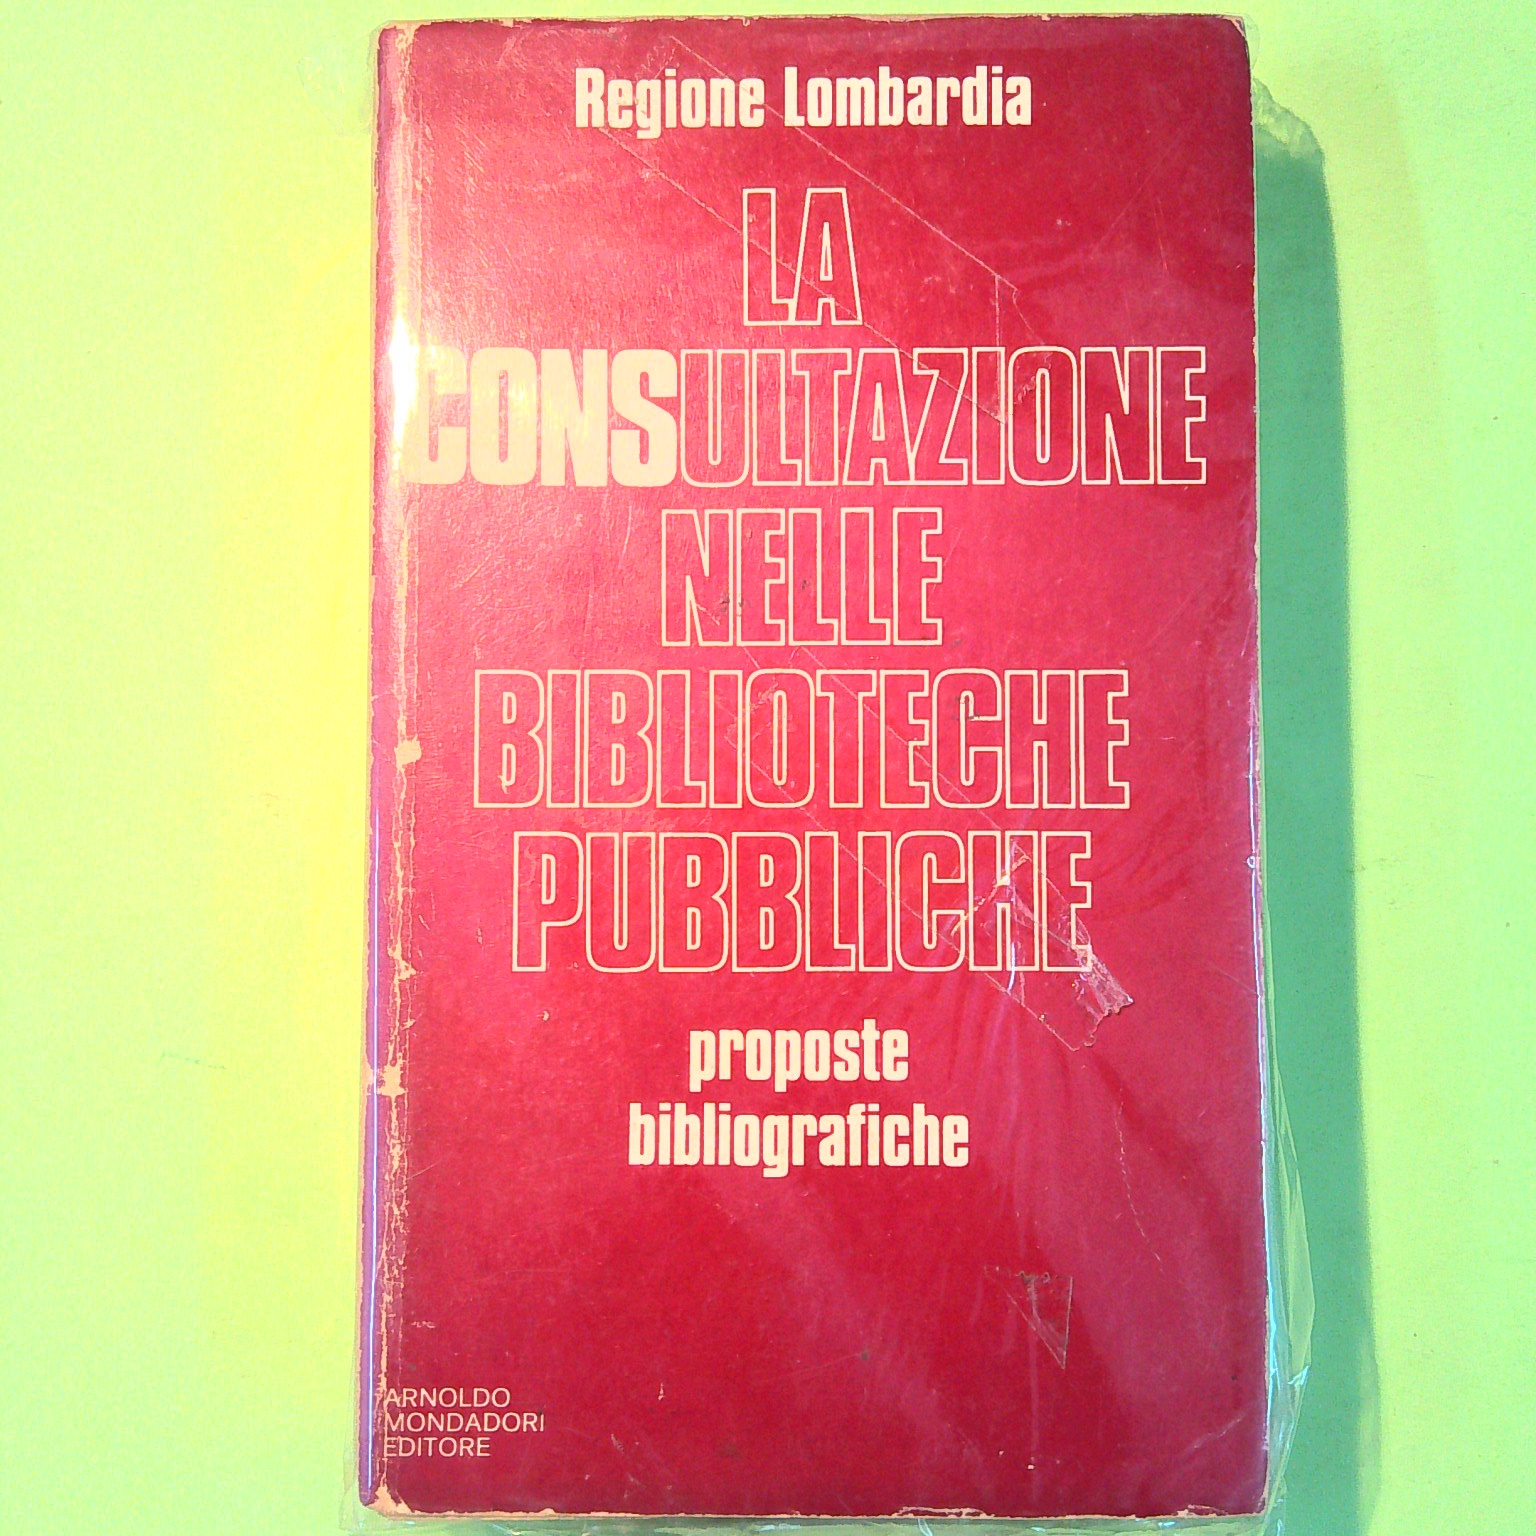 Regione Lombardia
LA
CONSULTAZIONE
NELLE
BIBLIOTECHE
PUBBLICHE
proposte
bibliografiche
ARNOLDO
MONDADORI
EDITORE